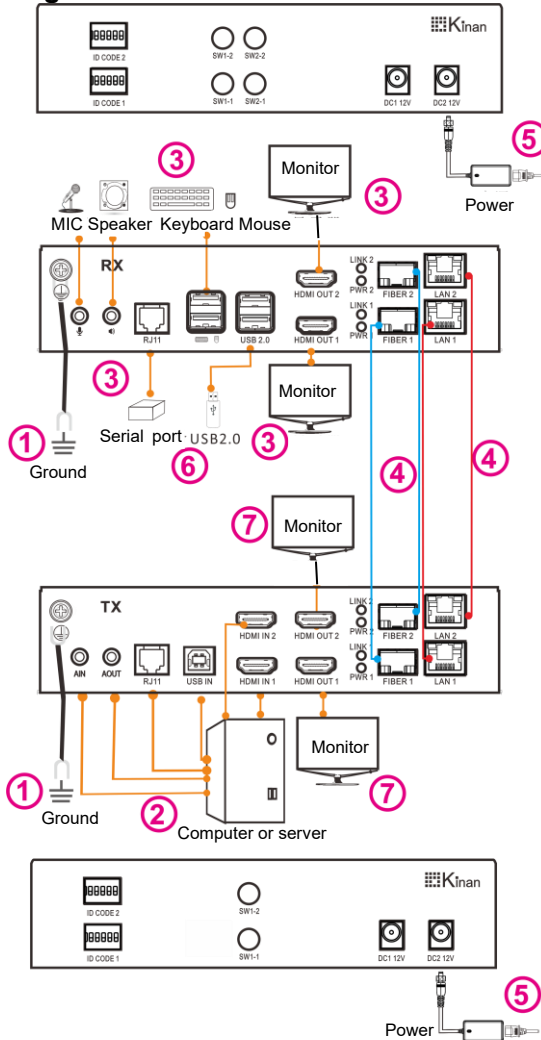 g
Kinan
ID CODE 2
SW1-2 SW2-2
ID CODE 1
SW1-1 SW2-1
DC1 12V DC2 12V
5
Power
3
Monitor
3
MIC Speaker Keyboard Mouse
RX
LINK 2
HDMI OUT 2
PWR 2
FIBER 2
LAN 2
LINK 1
RJ11
USB 2.0
HDMI OUT 1
PWR
FIBER 1
LAN 1
3
Monitor
Serial port
USB2.0
3
6
1
Ground
4
4
7
Monitor
TX
LINK 2
HDMI IN 2
HDMI OUT 2
PWR 2
FIBER 2
LAN 2
LINK 1
AIN
AOUT
RJ11
USB IN
HDMI IN 1
HDMI OUT 1
PWR 1
FIBER 1
LAN 1
Monitor
1
Ground
2
7
Computer or server
Kinan
ID CODE 2
SW1-2
ID CODE 1
SW1-1
DC1 12V DC2 12V
5
Power